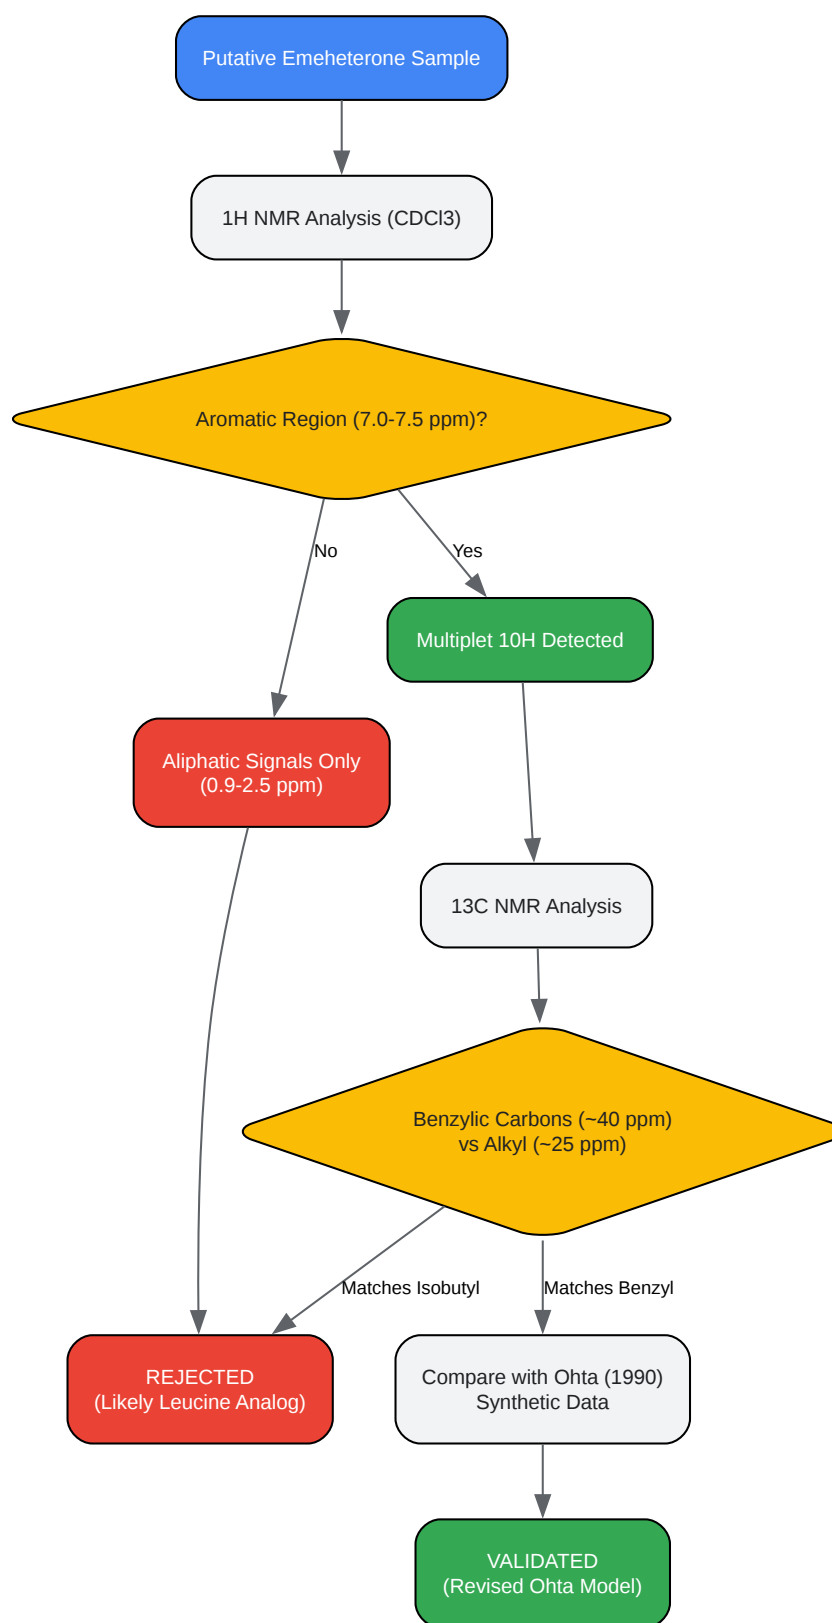 Putative Emeheterone Sample
1H NMR Analysis (CDCl3)
Aromatic Region (7.0-7.5 ppm)?
No
Yes
Multiplet 10H Detected
Aliphatic Signals Only
(0.9-2.5 ppm)
13C NMR Analysis
Benzylic Carbons (~40 ppm)
vs Alkyl (~25 ppm)
Matches Isobutyl
Matches Benzyl
REJECTED
(Likely Leucine Analog)
Compare with Ohta (1990)
Synthetic Data
VALIDATED
(Revised Ohta Model)